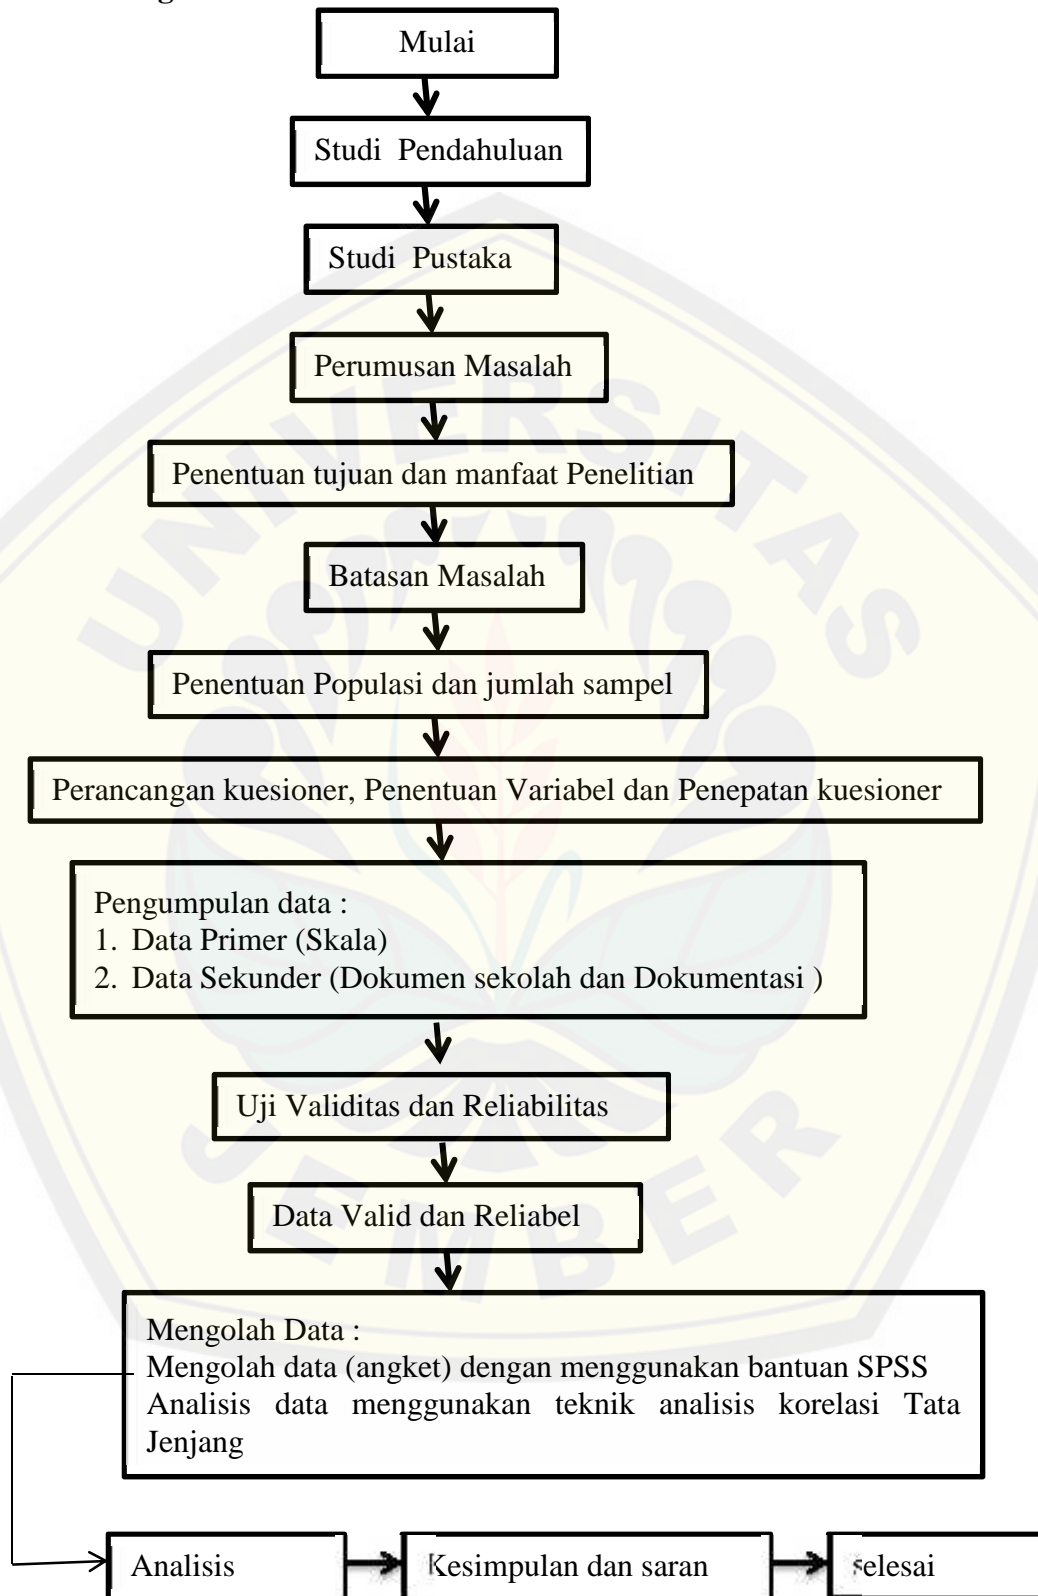 Mulai
Studi Pendahuluan
Studi Pustaka
Perumusan Masalah
Penentuan tujuan dan manfaat Penelitian
Batasan Masalah
Penentuan Populasi dan jumlah sampel
Perancangan kuesioner, Penentuan Variabel dan Penepatan kuesioner
Pengumpulan data :
1. Data Primer (Skala)
2. Data Sekunder (Dokumen sekolah dan Dokumentasi )
Uji Validitas dan Reliabilitas
Data Valid dan Reliabel
Mengolah Data :
Mengolah data (angket) dengan menggunakan bantuan SPSS
Analisis data menggunakan teknik analisis korelasi Tata
Jenjang
Analisis
Kesimpulan dan saran
selesai
UNIVERSITAS
JEMBER